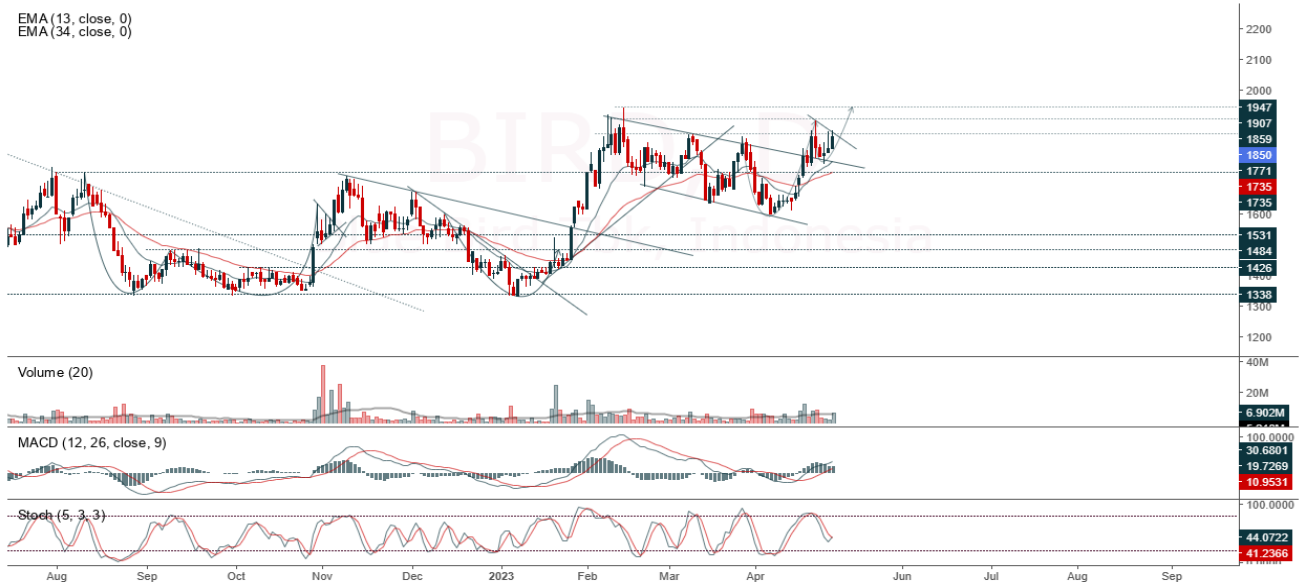 EMA (13, close, 0)
EMA (34, close, 0)
BIR
2200
2100
2000
1947
1907
1859
1850
1771
1735
1735
1600
1531
1484
1426
1338
1300
1200
Volume (20)
40M
20M
6.902M
MACD (12, 26, close, 9)
100.0000
30.6801
19.7269
10.9531
Stoch (5, 3, 3)
100.0000
44.0722
41.2366
Aug Sep Oct Nov Dec 2023 Feb Mar Apr Jun Jul Aug Sep